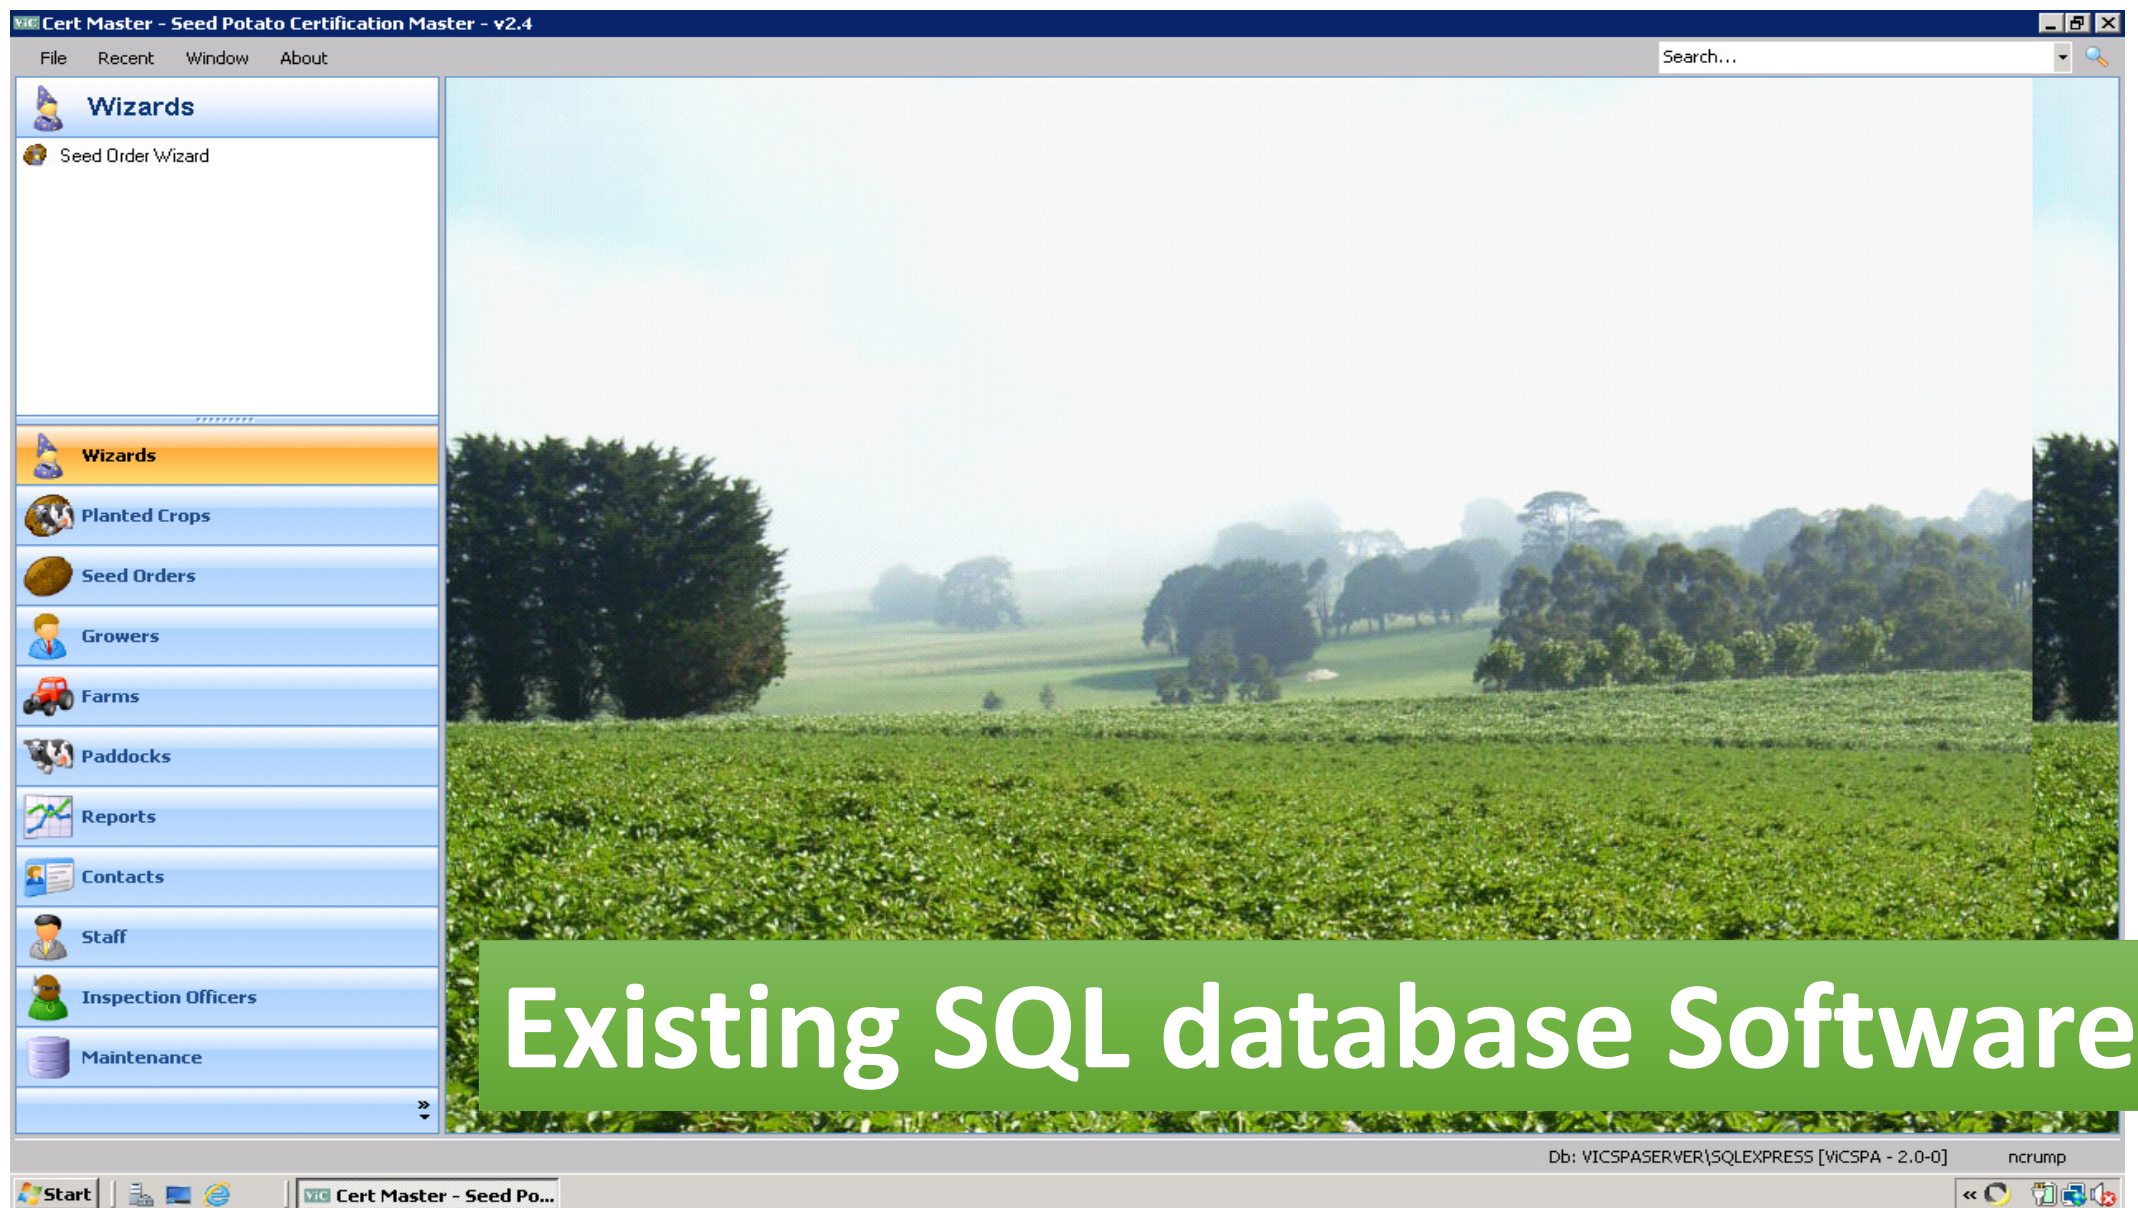 ViC Cert Master - Seed Potato Certification Master - v2.4
File Recent Window About
Search...
Wizards
Seed Order Wizard
Wizards
Planted Crops
Seed Orders
Growers
Farms
Paddocks
Reports
Contacts
Staff
Inspection Officers
Maintenance
Existing SQL database Software
Db: VICSPASERVER\SQLEXPRESS [ViCSPA - 2.0-0] ncrump
Start ViC Cert Master - Seed Po...